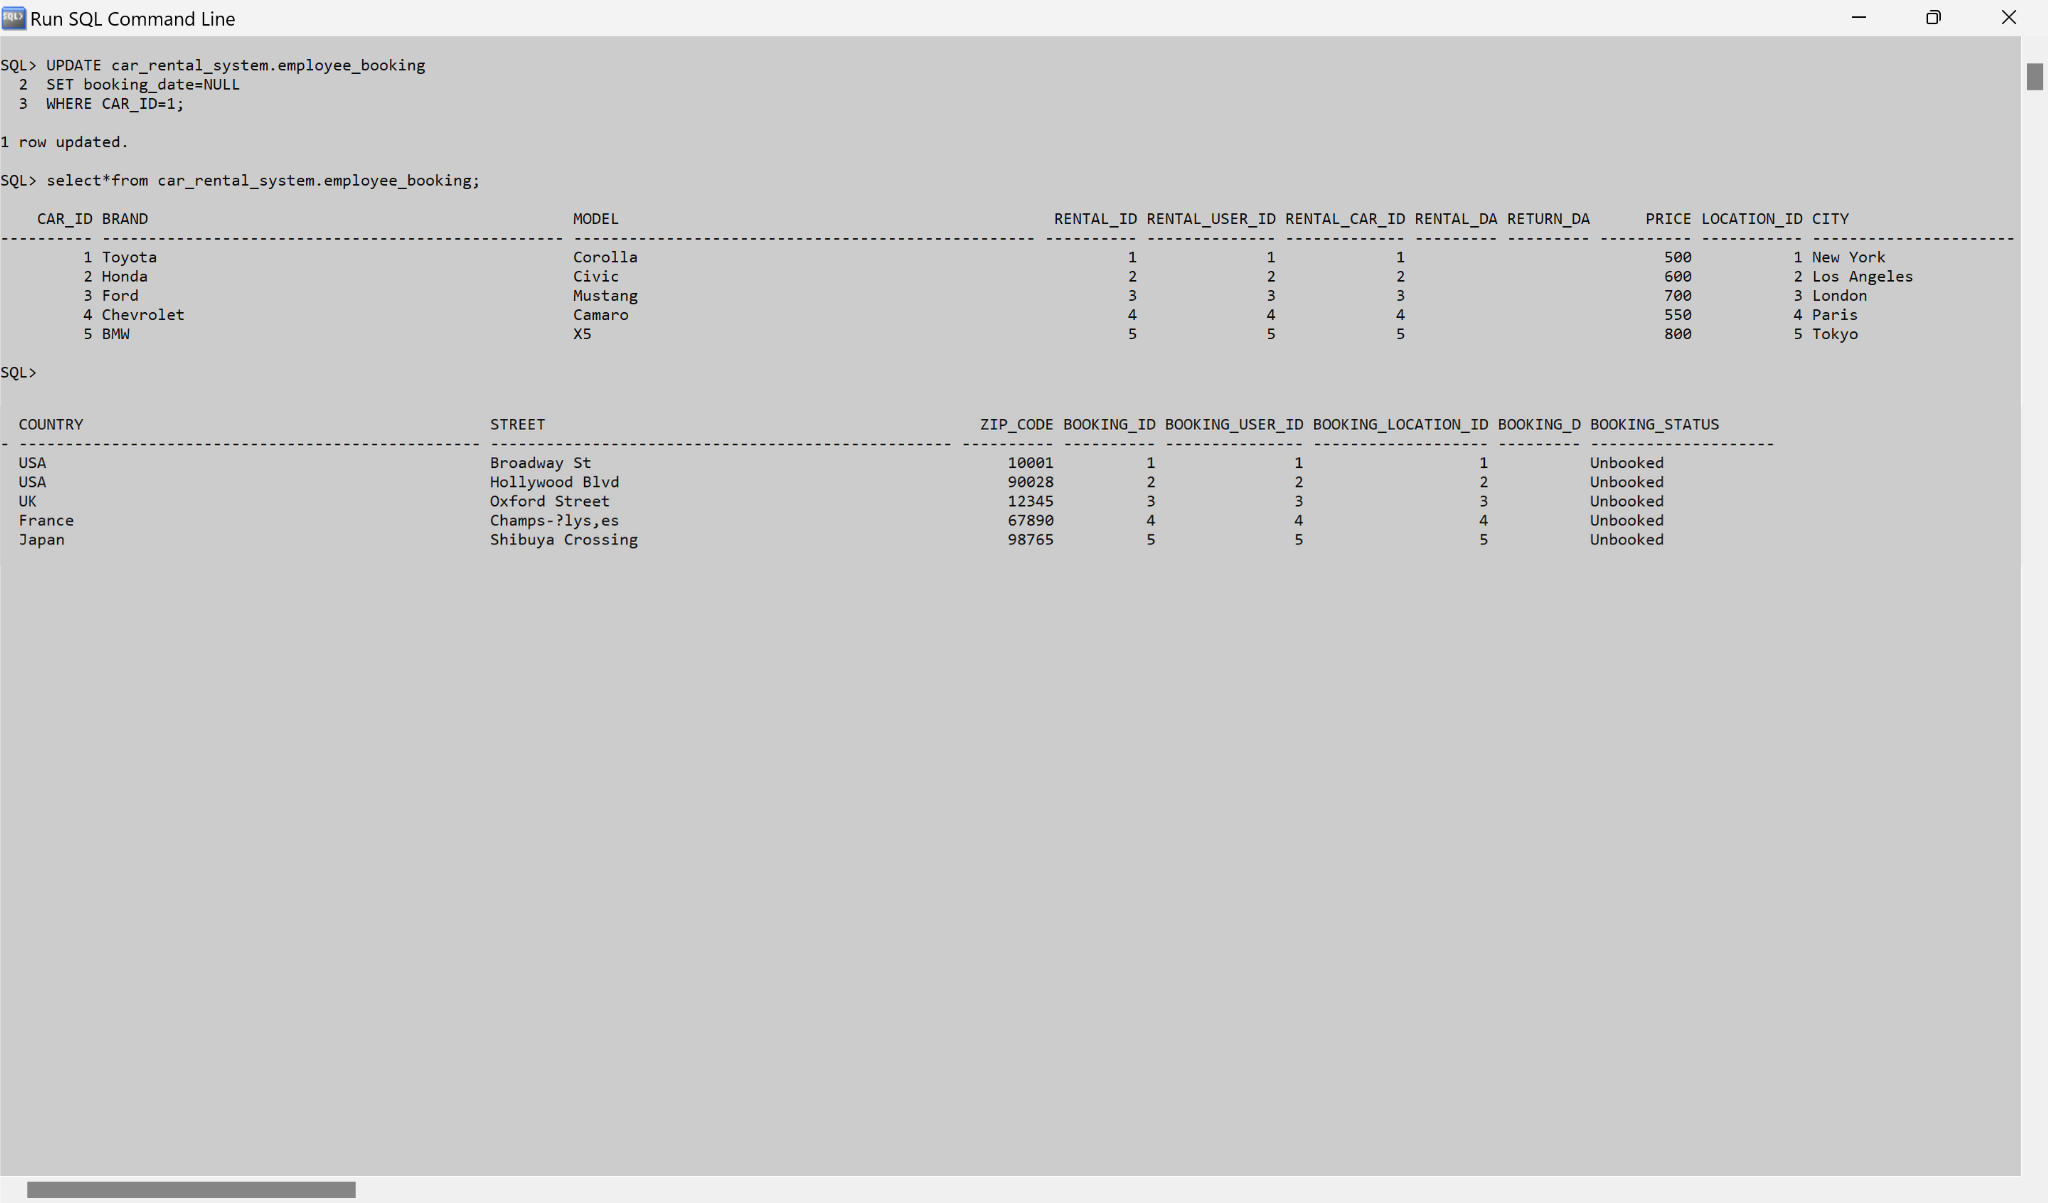 Run SQL Command Line
SQL> UPDATE car_rental_system.employee_booking
2 SET booking_date=NULL
3 WHERE CAR_ID=1;
1 row updated.
SQL> select*from car_rental_system.employee_booking;
CAR_ID BRAND MODEL RENTAL_ID RENTAL_USER_ID RENTAL_CAR_ID RENTAL_DA RETURN_DA PRICE LOCATION_ID CITY
1 Toyota Corolla 1 1 1 500 1 New York
2 Honda Civic 2 2 2 600 2 Los Angeles
3 Ford Mustang 3 3 3 700 3 London
4 Chevrolet Camaro 4 4 4 550 4 Paris
5 BMW X5 5 5 5 800 5 Tokyo
SQL>
COUNTRY STREET ZIP_CODE BOOKING_ID BOOKING_USER_ID BOOKING_LOCATION_ID BOOKING_D BOOKING_STATUS
USA Broadway St 10001 1 1 1 Unbooked
USA Hollywood Blvd 90028 2 2 2 Unbooked
UK Oxford Street 12345 3 3 3 Unbooked
France Champs-?lys,es 67890 4 4 4 Unbooked
Japan Shibuya Crossing 98765 5 5 5 Unbooked